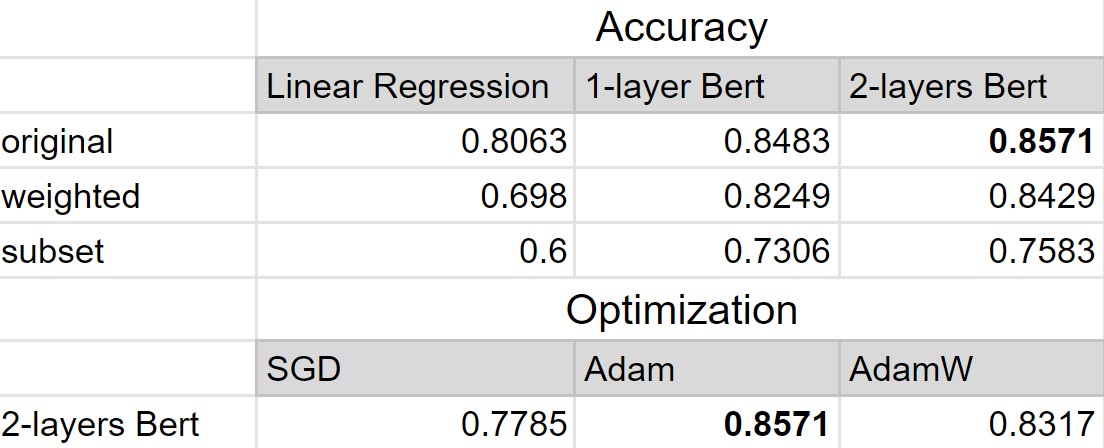 Accuracy
Linear Regression 1-layer Bert 2-layers Bert
original 0.8063 0.8483 0.8571
weighted 0.698 0.8249 0.8429
subset 0.6 0.7306 0.7583
Optimization
SGD Adam AdamW
2-layers Bert 0.7785 0.8571 0.8317